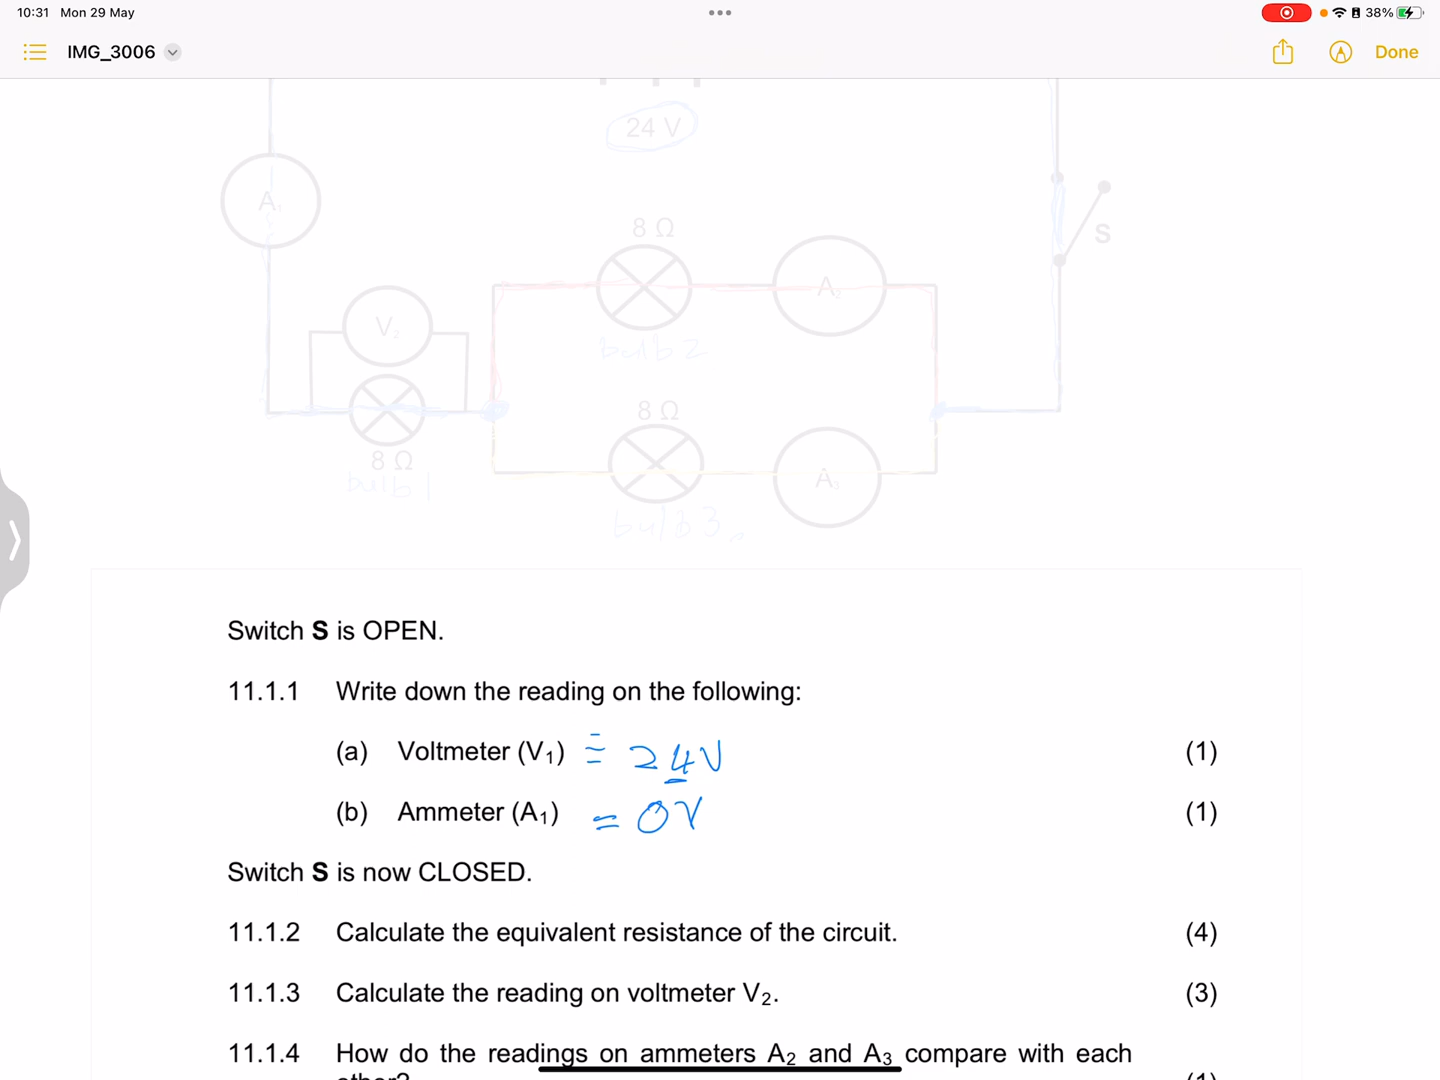 10:31 Mon 29 May
38%
IMG_3006
Done
24 V
A₁
8 Ω
A₂
S
V₂
bulb 2
8 Ω
8 Ω
bulb 1
A₃
bulb 3
Switch S is OPEN.
11.1.1 Write down the reading on the following:
(a) Voltmeter (V₁) = 24V (1)
(b) Ammeter (A₁) = 0V (1)
Switch S is now CLOSED.
11.1.2 Calculate the equivalent resistance of the circuit. (4)
11.1.3 Calculate the reading on voltmeter V₂. (3)
11.1.4 How do the readings on ammeters A₂ and A₃ compare with each